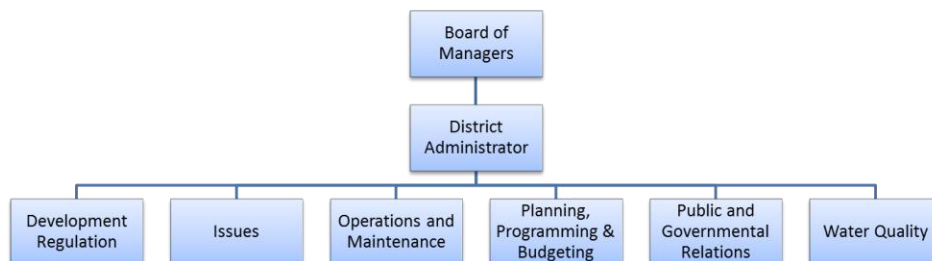 Board of
Managers
District
Administrator
Development
Regulation
Issues
Operations and
Maintenance
Planning,
Programming &
Budgeting
Public and
Governmental
Relations
Water Quality